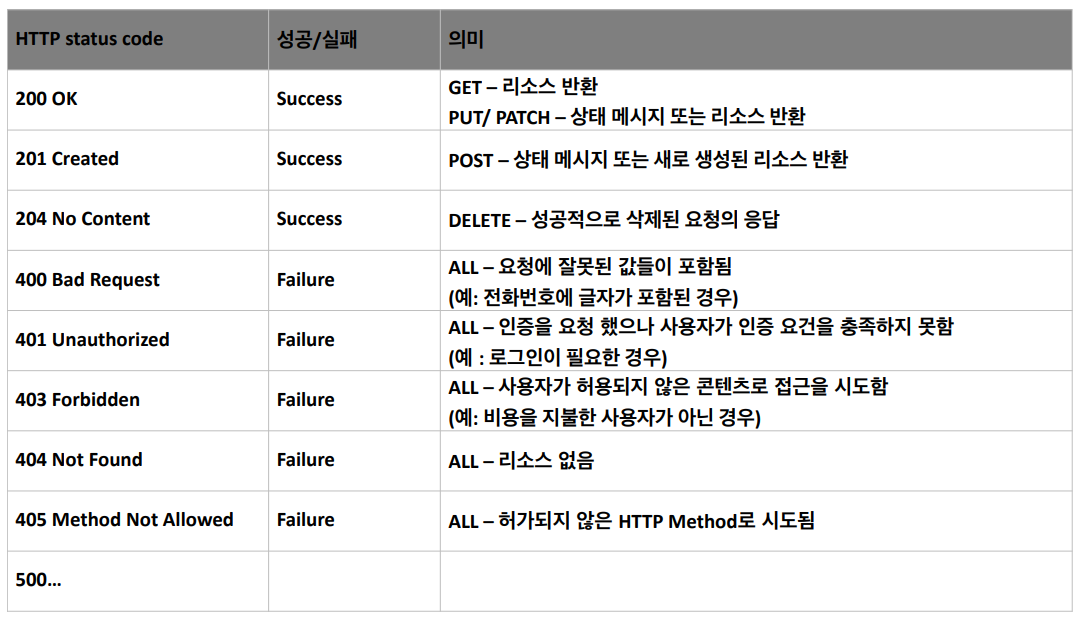 HTTP status code 성공/실패 의미
200 OK Success GET – 리소스 반환
PUT/ PATCH – 상태 메시지 또는 리소스 반환
201 Created Success POST – 상태 메시지 또는 새로 생성된 리소스 반환
204 No Content Success DELETE – 성공적으로 삭제된 요청의 응답
400 Bad Request Failure ALL – 요청에 잘못된 값들이 포함됨
(예: 전화번호에 글자가 포함된 경우)
401 Unauthorized Failure ALL – 인증을 요청 했으나 사용자가 인증 요건을 충족하지 못함
(예 : 로그인이 필요한 경우)
403 Forbidden Failure ALL – 사용자가 허용되지 않은 콘텐츠로 접근을 시도함
(예: 비용을 지불한 사용자가 아닌 경우)
404 Not Found Failure ALL – 리소스 없음
405 Method Not Allowed Failure ALL – 허가되지 않은 HTTP Method로 시도됨
500...